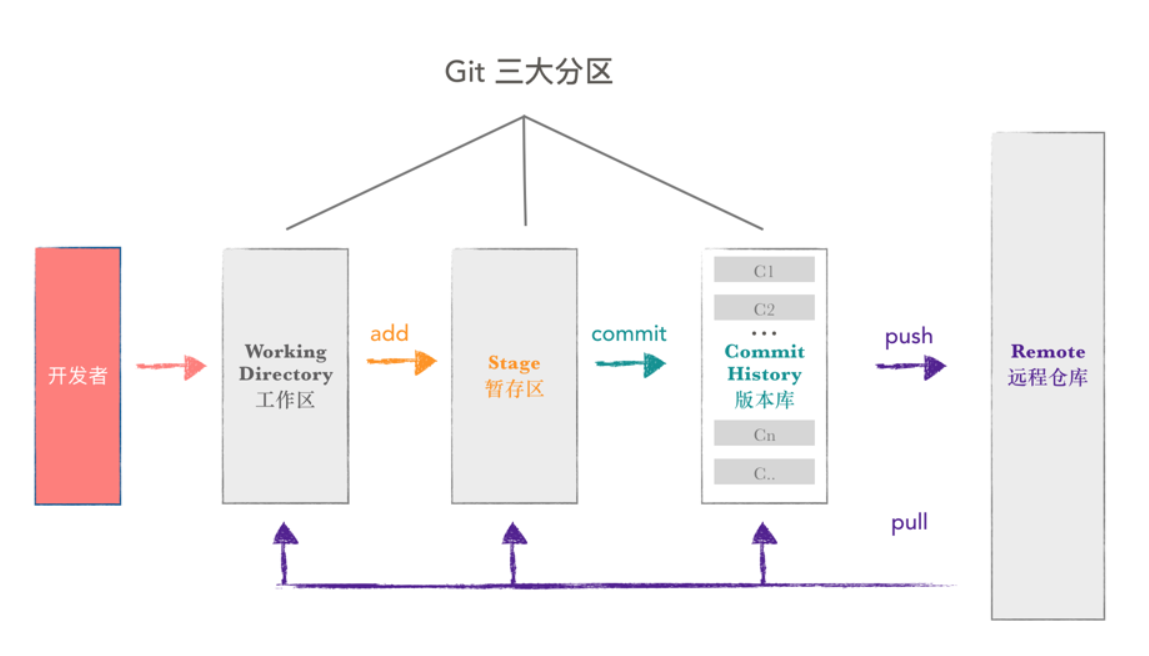 Git 三大分区
开发者
Working
Directory
工作区
add
Stage
暂存区
commit
C1
C2
...
Commit
History
版本库
Cn
C..
push
Remote
远程仓库
pull